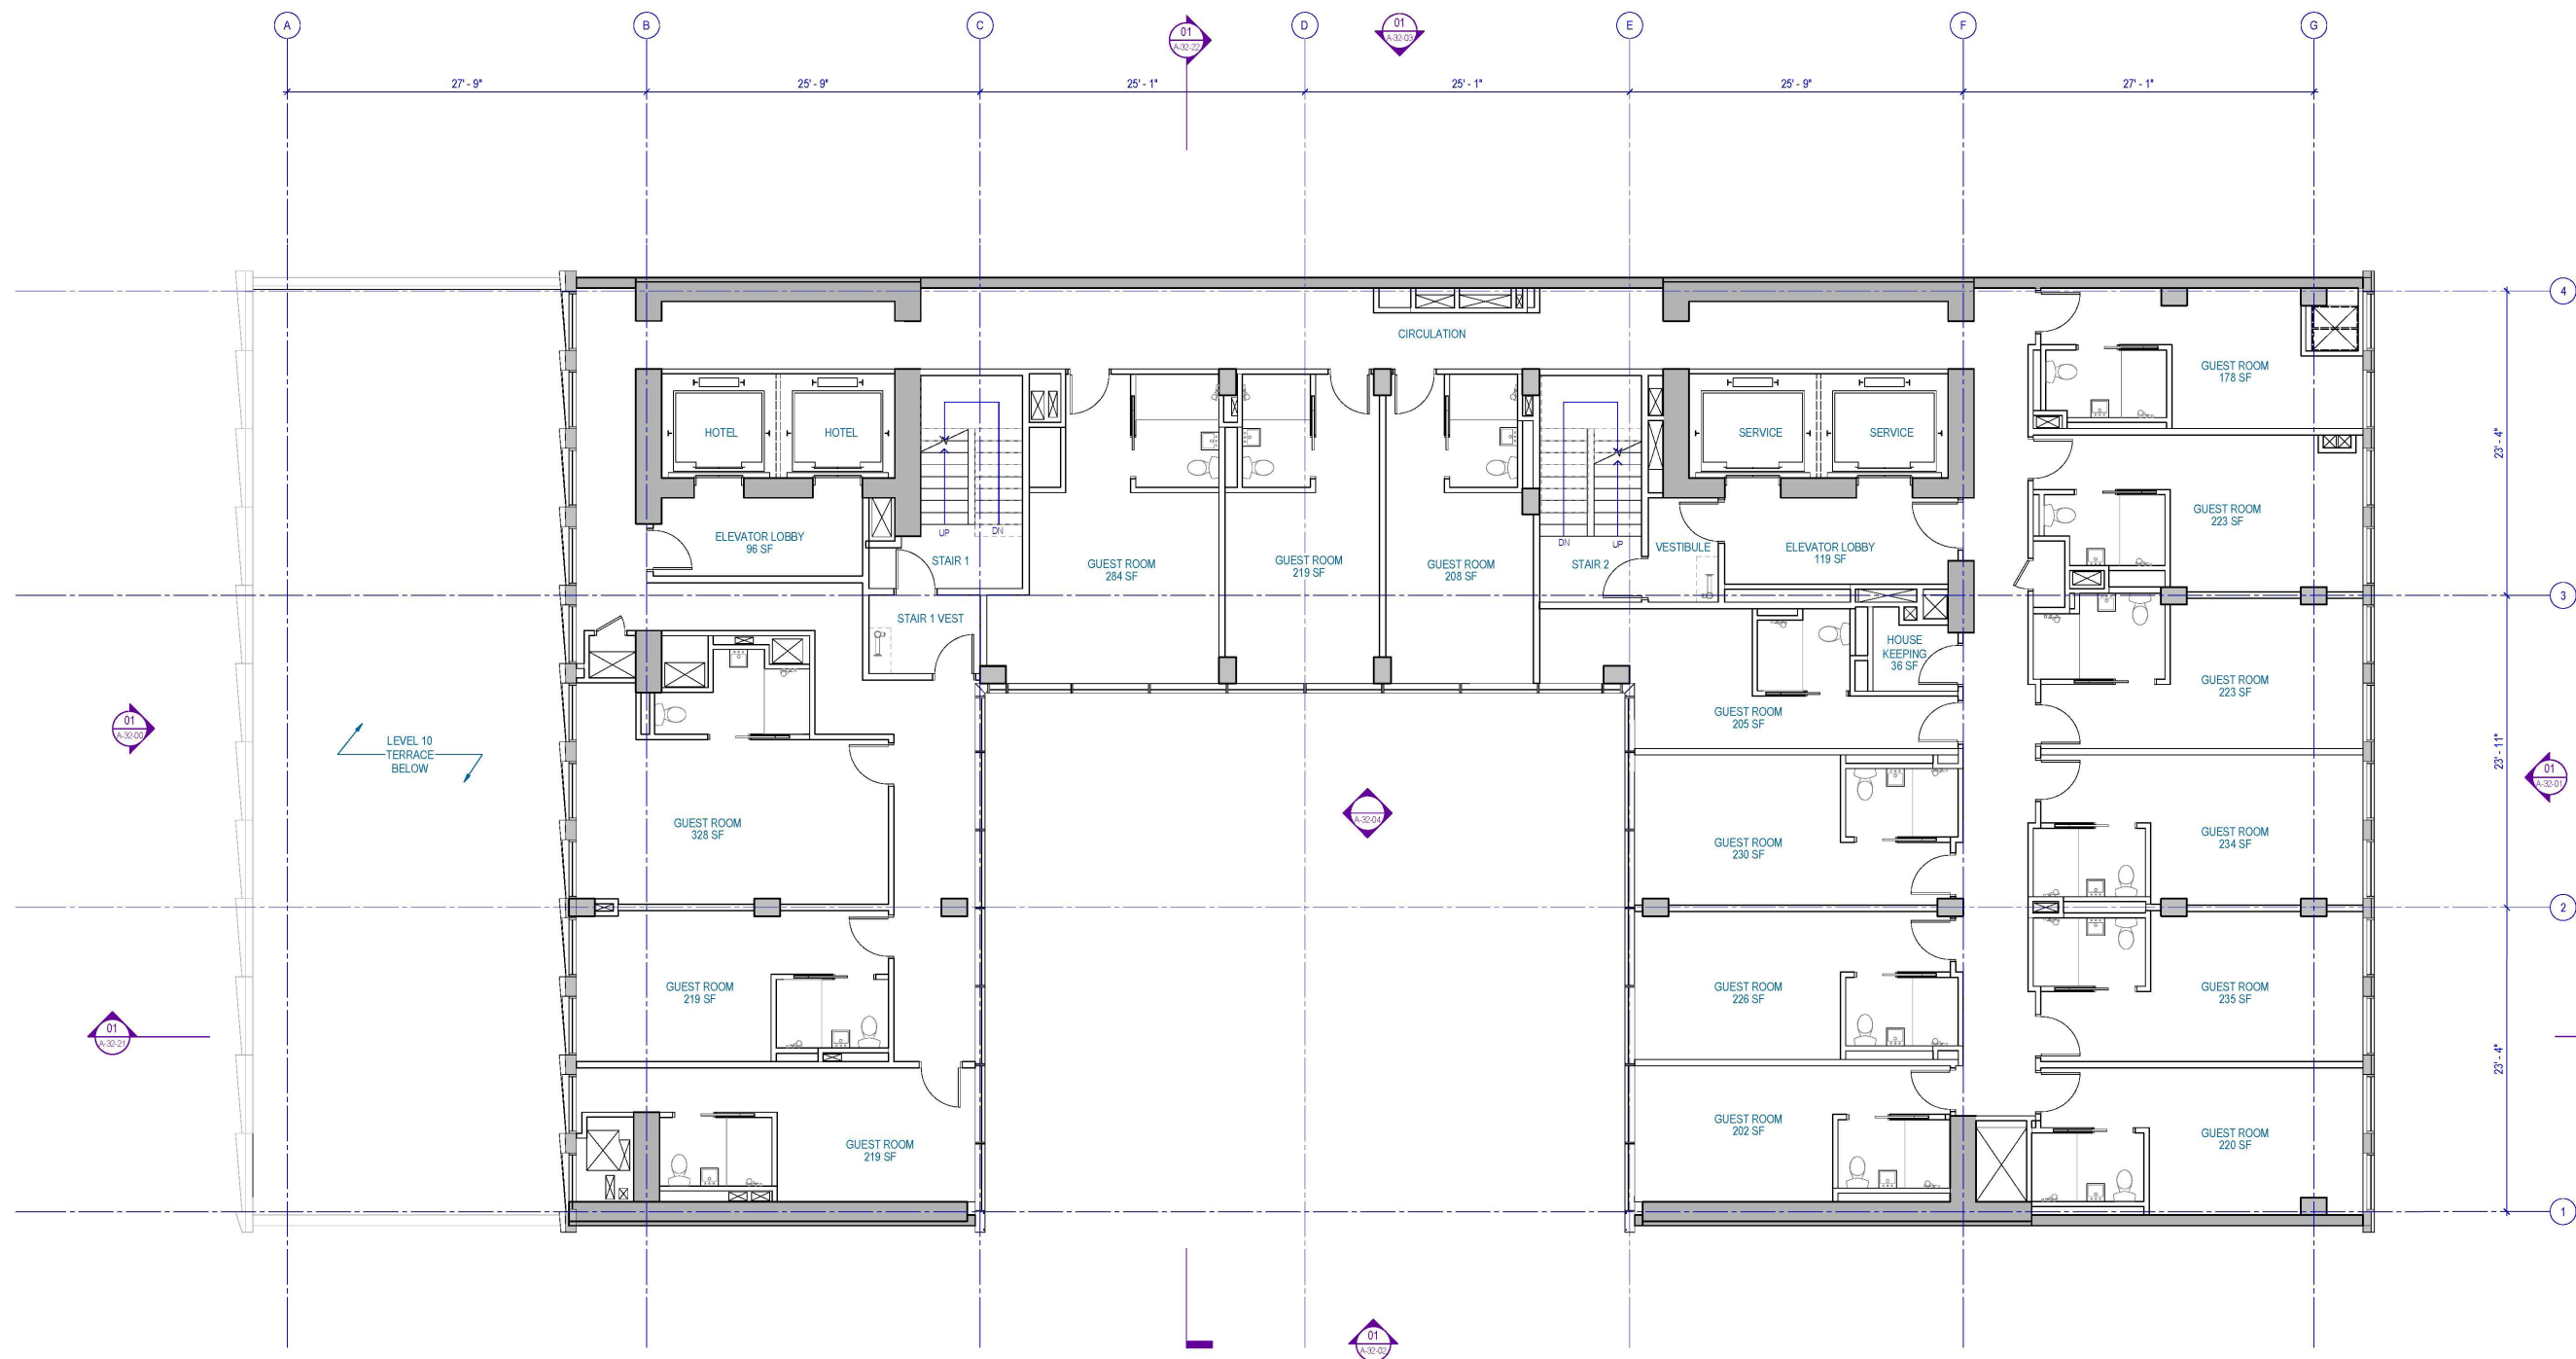 A
B
C
D
E
F
G
01
A-32-22
01
A-32-03
27' - 9"
25' - 9"
25' - 1"
25' - 1"
25' - 9"
27' - 1"
4
CIRCULATION
GUEST ROOM
178 SF
HOTEL
HOTEL
SERVICE
SERVICE
23' - 4"
GUEST ROOM
223 SF
UP
DN
ELEVATOR LOBBY
96 SF
STAIR 1
GUEST ROOM
284 SF
GUEST ROOM
219 SF
GUEST ROOM
208 SF
DN
UP
STAIR 2
VESTIBULE
ELEVATOR LOBBY
119 SF
3
STAIR 1 VEST
HOUSE
KEEPING
36 SF
GUEST ROOM
223 SF
GUEST ROOM
205 SF
01
A-32-00
LEVEL 10
TERRACE
BELOW
23' - 11"
01
A-32-01
A-32-04
GUEST ROOM
328 SF
GUEST ROOM
230 SF
GUEST ROOM
234 SF
2
GUEST ROOM
219 SF
GUEST ROOM
226 SF
GUEST ROOM
235 SF
01
A-32-21
23' - 4"
GUEST ROOM
219 SF
GUEST ROOM
202 SF
GUEST ROOM
220 SF
1
01
A-32-02